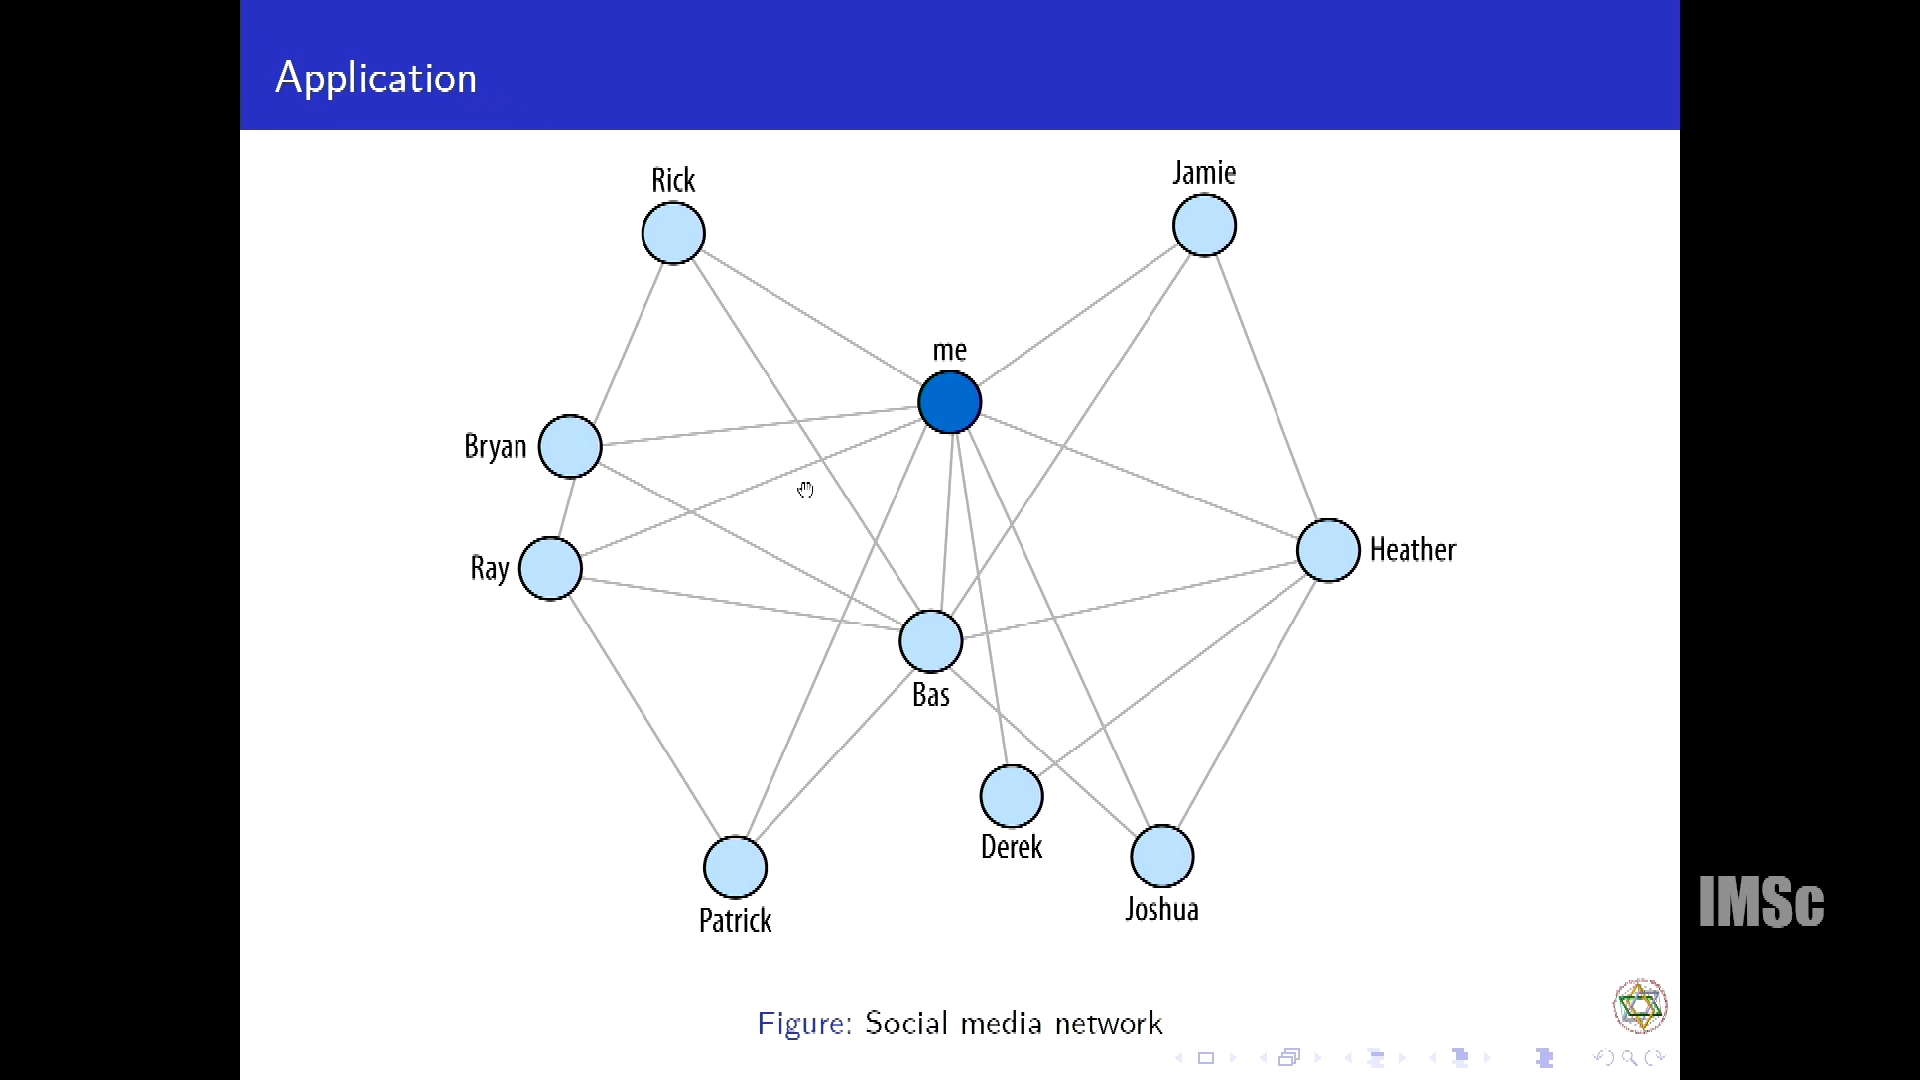 Application
Rick
Jamie
me
Bryan
Heather
Ray
Bas
Derek
Patrick
Joshua
IMSc
Figure: Social media network